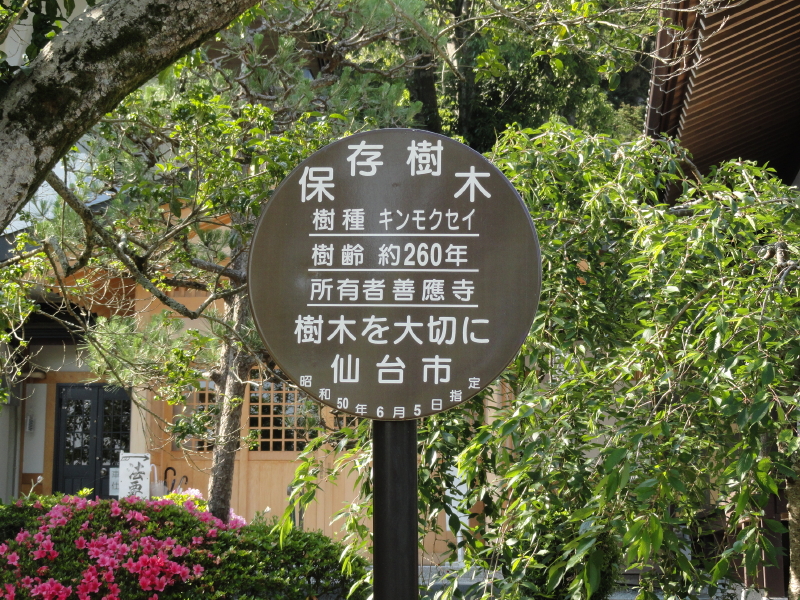 保存樹木
樹種 キンモクセイ
樹齢 約260年
所有者善應寺
樹木を大切に
仙台市
昭和50年6月5日指定